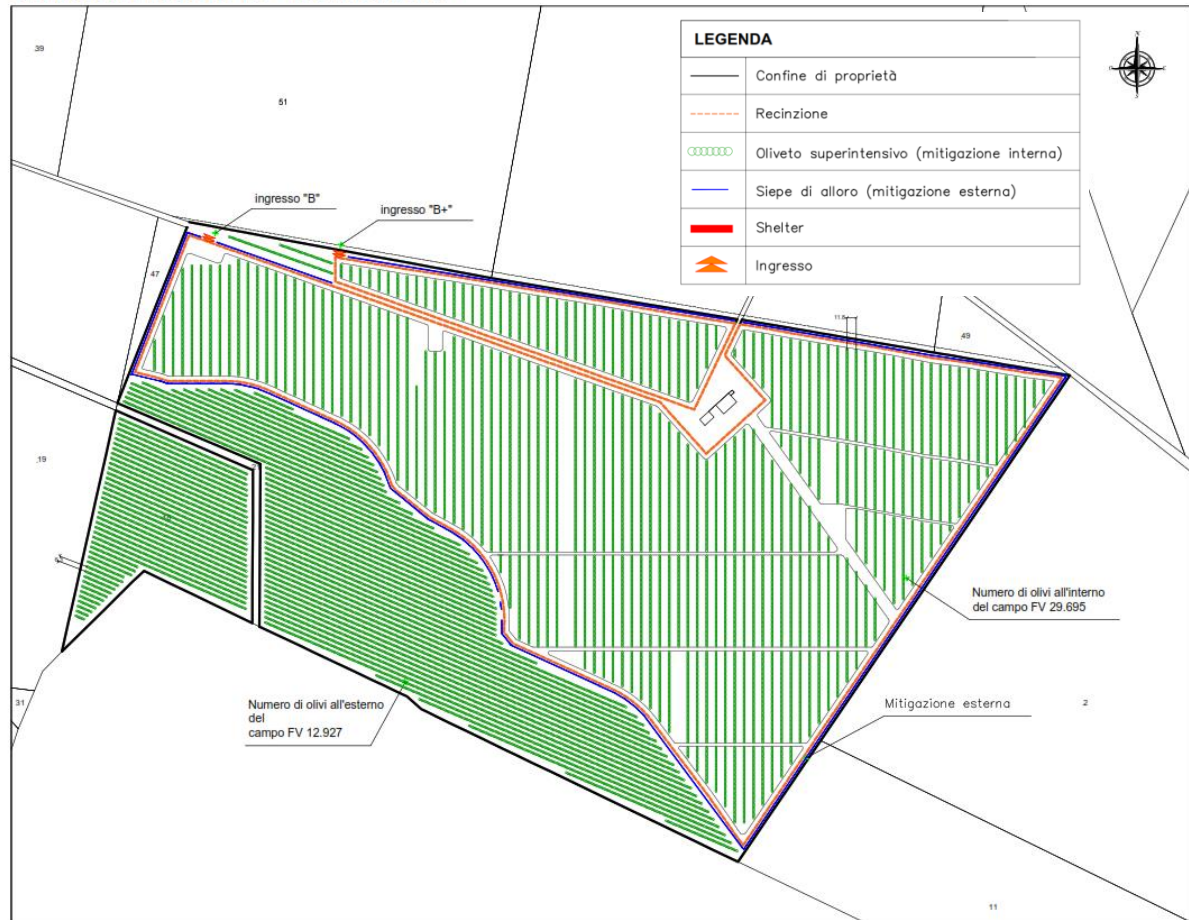 39
51
LEGENDA
Confine di proprietà
Recinzione
Oliveto superintensivo (mitigazione interna)
Siepe di alloro (mitigazione esterna)
Shelter
Ingresso
N
S
ingresso "B"
ingresso "B+"
47
49
19
Numero di olivi all'interno
del campo FV 29.695
31
Numero di olivi all'esterno
del
campo FV 12.927
Mitigazione esterna
2
11